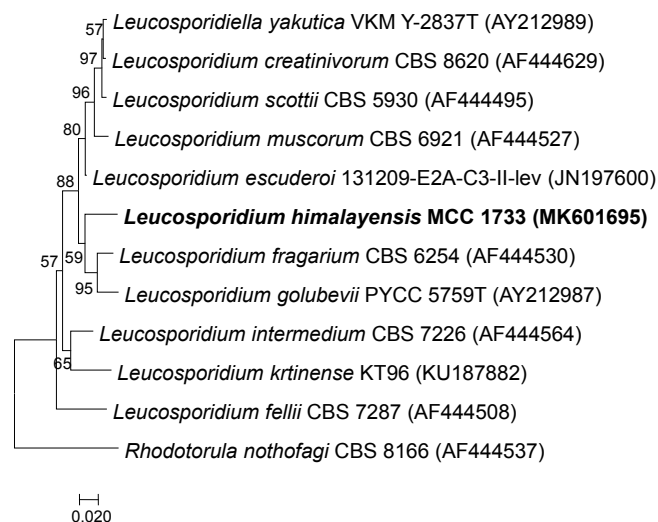 57
Leucosporidiella yakutica VKM Y-2837T (AY212989)
97
Leucosporidium creatinivorum CBS 8620 (AF444629)
96
Leucosporidium scottii CBS 5930 (AF444495)
80
Leucosporidium muscorum CBS 6921 (AF444527)
88
Leucosporidium escuderoi 131209-E2A-C3-II-lev (JN197600)
Leucosporidium himalayensis MCC 1733 (MK601695)
57
59
Leucosporidium fragarium CBS 6254 (AF444530)
95
Leucosporidium golubevii PYCC 5759T (AY212987)
Leucosporidium intermedium CBS 7226 (AF444564)
65
Leucosporidium krtinense KT96 (KU187882)
Leucosporidium fellii CBS 7287 (AF444508)
Rhodotorula nothofagi CBS 8166 (AF444537)
0.020